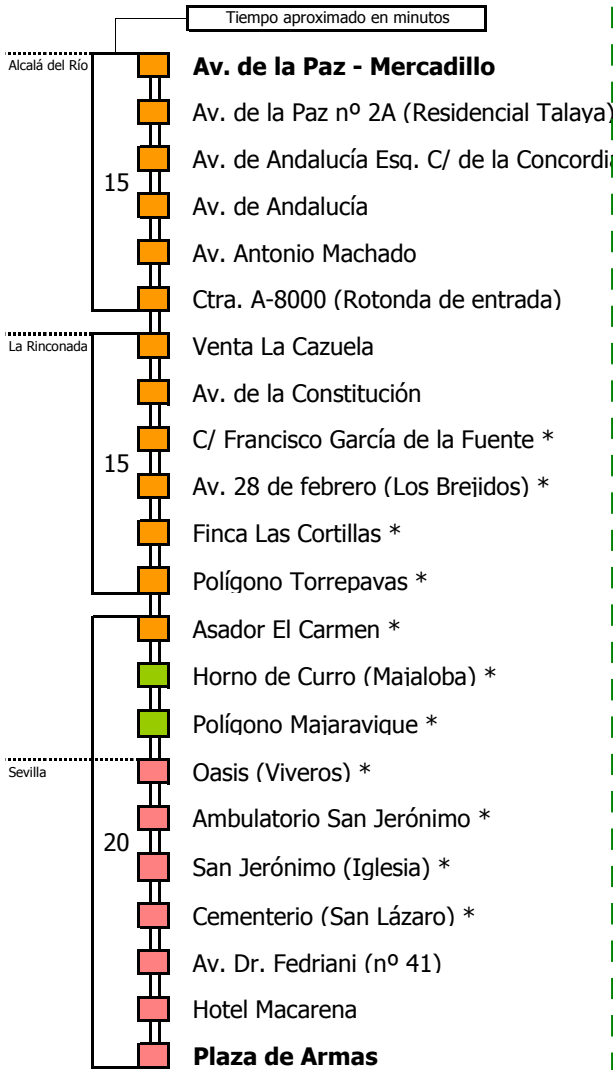 Tiempo aproximado en minutos
Alcalá del Río
Av. de la Paz - Mercadillo
Av. de la Paz nº 2A (Residencial Talaya)
Av. de Andalucía Esq. C/ de la Concordia
15
Av. de Andalucía
Av. Antonio Machado
Ctra. A-8000 (Rotonda de entrada)
La Rinconada
Venta La Cazuela
Av. de la Constitución
C/ Francisco García de la Fuente *
15
Av. 28 de febrero (Los Brejidos) *
Finca Las Cortillas *
Polígono Torrepavas *
Asador El Carmen *
Horno de Curro (Majaloba) *
Polígono Majaravique *
Sevilla
Oasis (Viveros) *
Ambulatorio San Jerónimo *
20
San Jerónimo (Iglesia) *
Cementerio (San Lázaro) *
Av. Dr. Fedriani (nº 41)
Hotel Macarena
Plaza de Armas